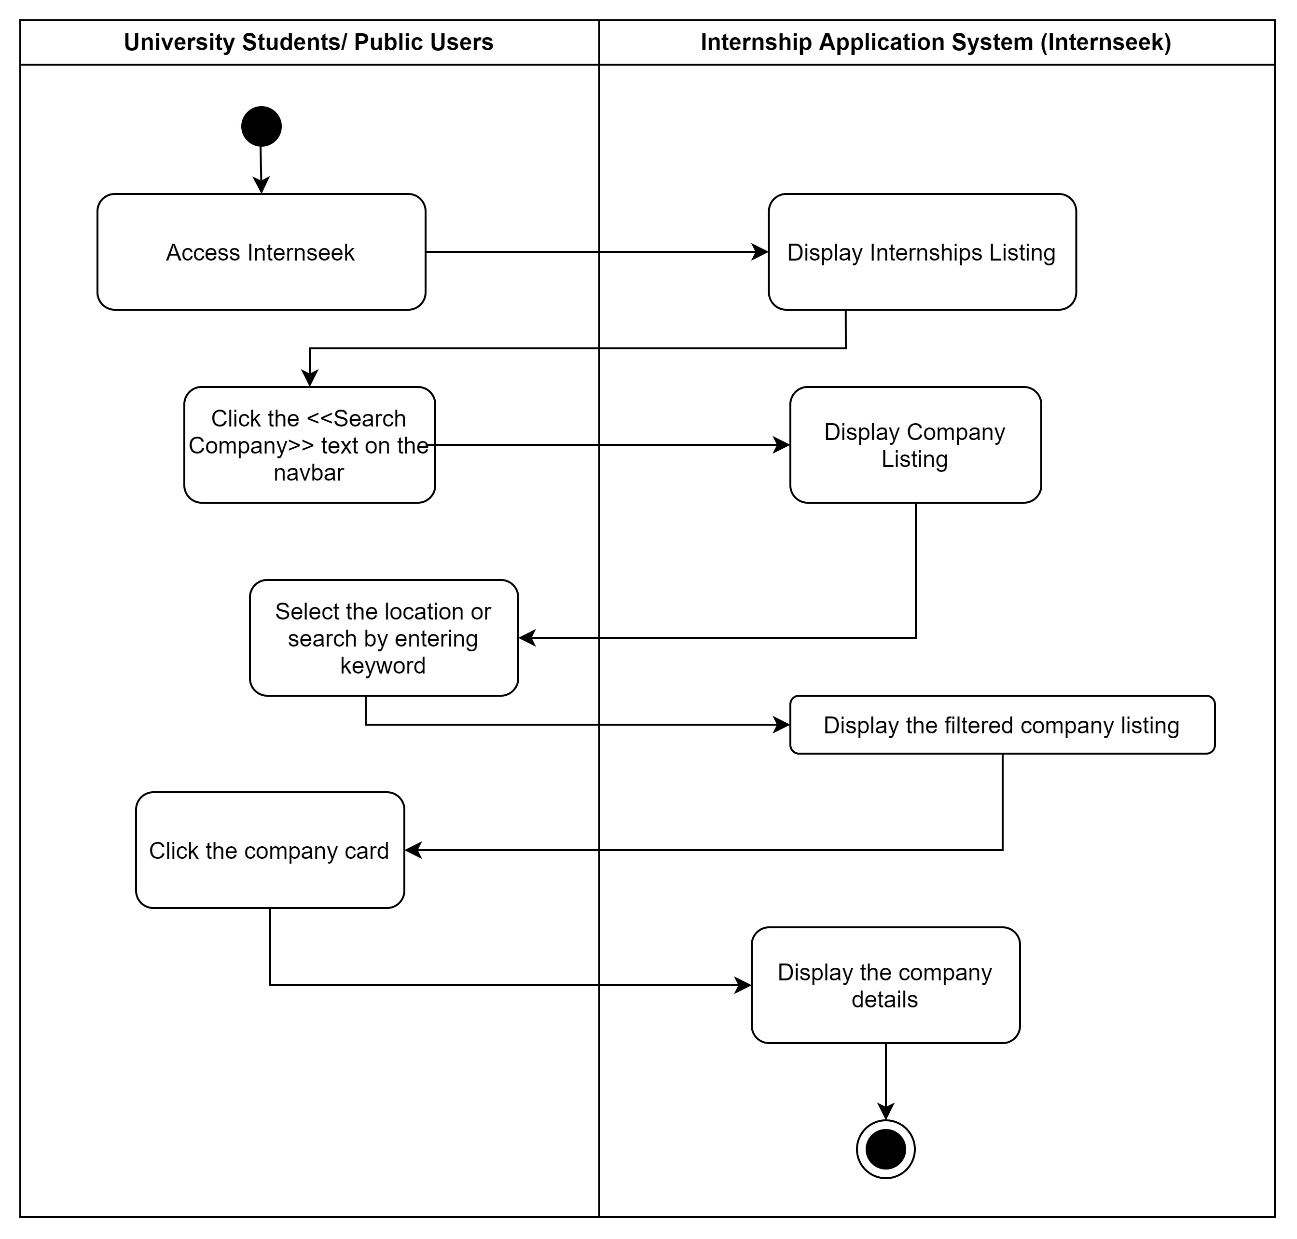 University Students/ Public Users
Internship Application System (Internseek)
Access Internseek
Display Internships Listing
Click the <<Search
Company>> text on the
navbar
Display Company
Listing
Select the location or
search by entering
keyword
Display the filtered company listing
Click the company card
Display the company
details